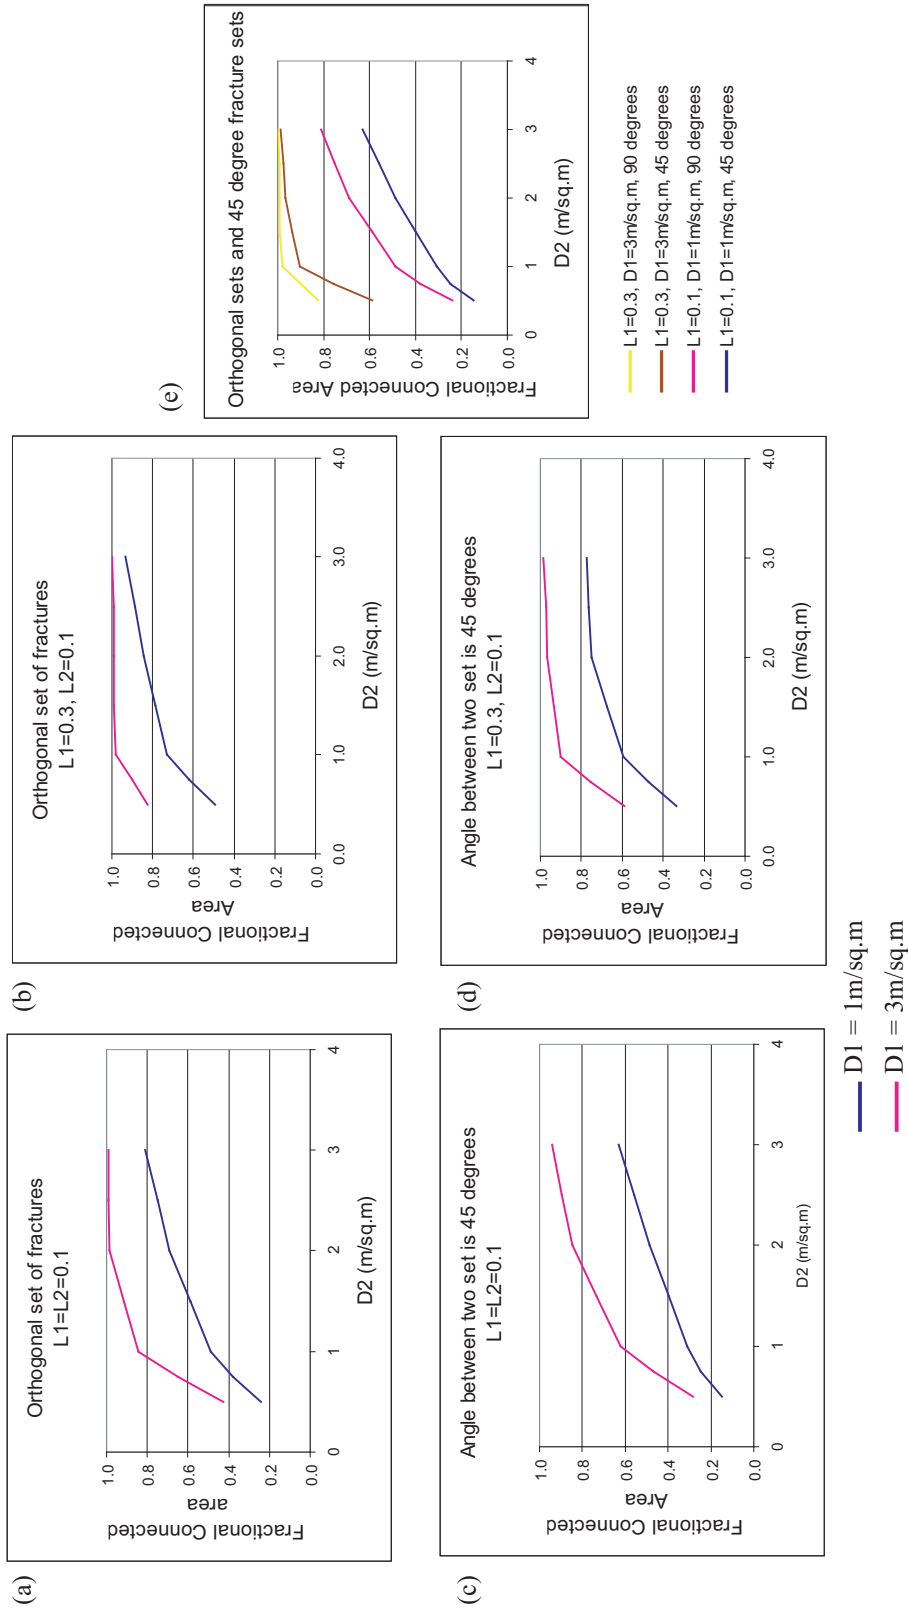 (a)
Orthogonal set of fractures
L1=L2=0.1
Fractional Connected
area
1.0
0.8
0.6
0.4
0.2
0.0
0
1
2
3
4
D2 (m/sq.m)
(b)
Orthogonal set of fractures
L1=0.3, L2=0.1
Fractional Connected
Area
1.0
0.8
0.6
0.4
0.2
0.0
0.0
1.0
2.0
3.0
4.0
D2 (m/sq.m)
(c)
Angle between two set is 45 degrees
L1=L2=0.1
Fractional Connected
Area
1.0
0.8
0.6
0.4
0.2
0.0
0
1
2
3
4
D2 (m/sq.m)
(d)
Angle between two set is 45 degrees
L1=0.3, L2=0.1
Fractional Connected
Area
1.0
0.8
0.6
0.4
0.2
0.0
0.0
1.0
2.0
3.0
4.0
D2 (m/sq.m)
D1 = 1m/sq.m
D1 = 3m/sq.m
(e)
Orthogonal sets and 45 degree fracture sets
Fractional Connected Area
1.0
0.8
0.6
0.4
0.2
0.0
0
1
2
3
4
D2 (m/sq.m)
L1=0.3, D1=3m/sq.m, 90 degrees
L1=0.3, D1=3m/sq.m, 45 degrees
L1=0.1, D1=1m/sq.m, 90 degrees
L1=0.1, D1=1m/sq.m, 45 degrees